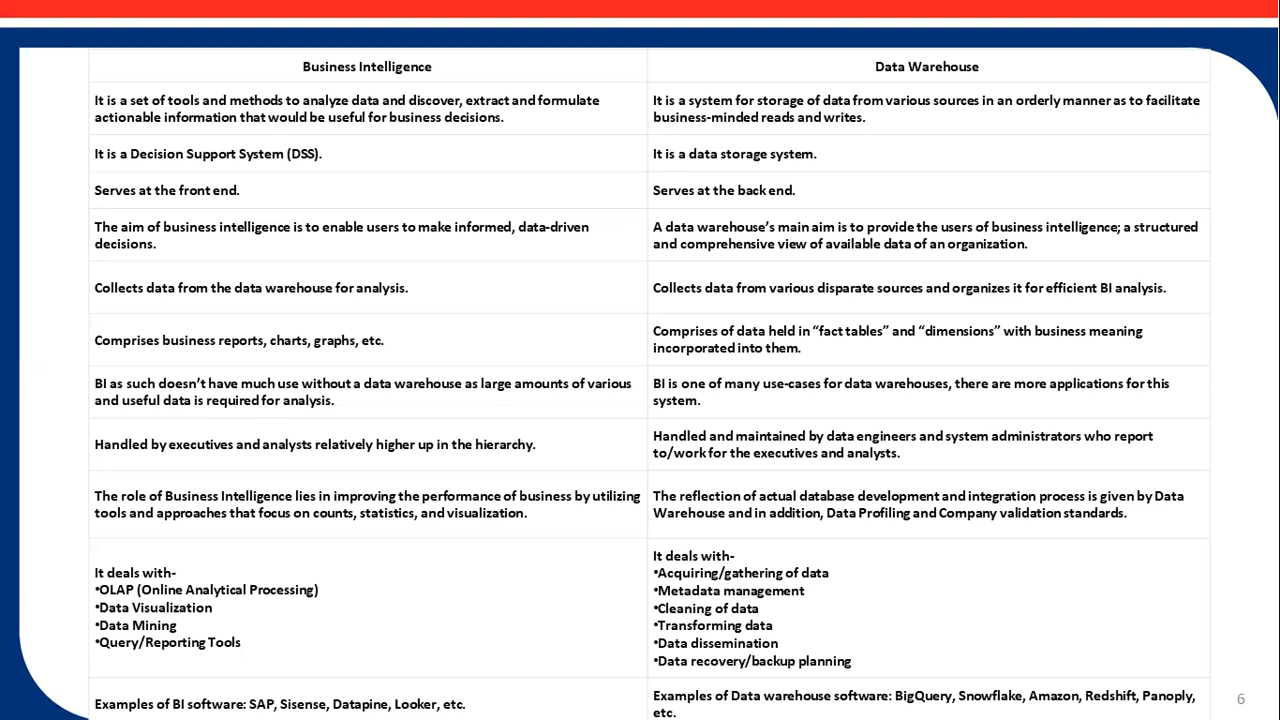 Business Intelligence
Data Warehouse
It is a set of tools and methods to analyze data and discover, extract and formulate
actionable information that would be useful for business decisions.
It is a system for storage of data from various sources in an orderly manner as to facilitate
business-minded reads and writes.
It is a Decision Support System (DSS).
It is a data storage system.
Serves at the front end.
Serves at the back end.
The aim of business intelligence is to enable users to make informed, data-driven
decisions.
A data warehouse’s main aim is to provide the users of business intelligence; a structured
and comprehensive view of available data of an organization.
Collects data from the data warehouse for analysis.
Collects data from various disparate sources and organizes it for efficient BI analysis.
Comprises business reports, charts, graphs, etc.
Comprises of data held in “fact tables” and “dimensions” with business meaning
incorporated into them.
BI as such doesn’t have much use without a data warehouse as large amounts of various
and useful data is required for analysis.
BI is one of many use-cases for data warehouses, there are more applications for this
system.
Handled by executives and analysts relatively higher up in the hierarchy.
Handled and maintained by data engineers and system administrators who report
to/work for the executives and analysts.
The role of Business Intelligence lies in improving the performance of business by utilizing
tools and approaches that focus on counts, statistics, and visualization.
The reflection of actual database development and integration process is given by Data
Warehouse and in addition, Data Profiling and Company validation standards.
It deals with-
•OLAP (Online Analytical Processing)
•Data Visualization
•Data Mining
•Query/Reporting Tools
It deals with-
•Acquiring/gathering of data
•Metadata management
•Cleaning of data
•Transforming data
•Data dissemination
•Data recovery/backup planning
Examples of BI software: SAP, Sisense, Datapine, Looker, etc.
Examples of Data warehouse software: BigQuery, Snowflake, Amazon, Redshift, Panoply,
etc.
6